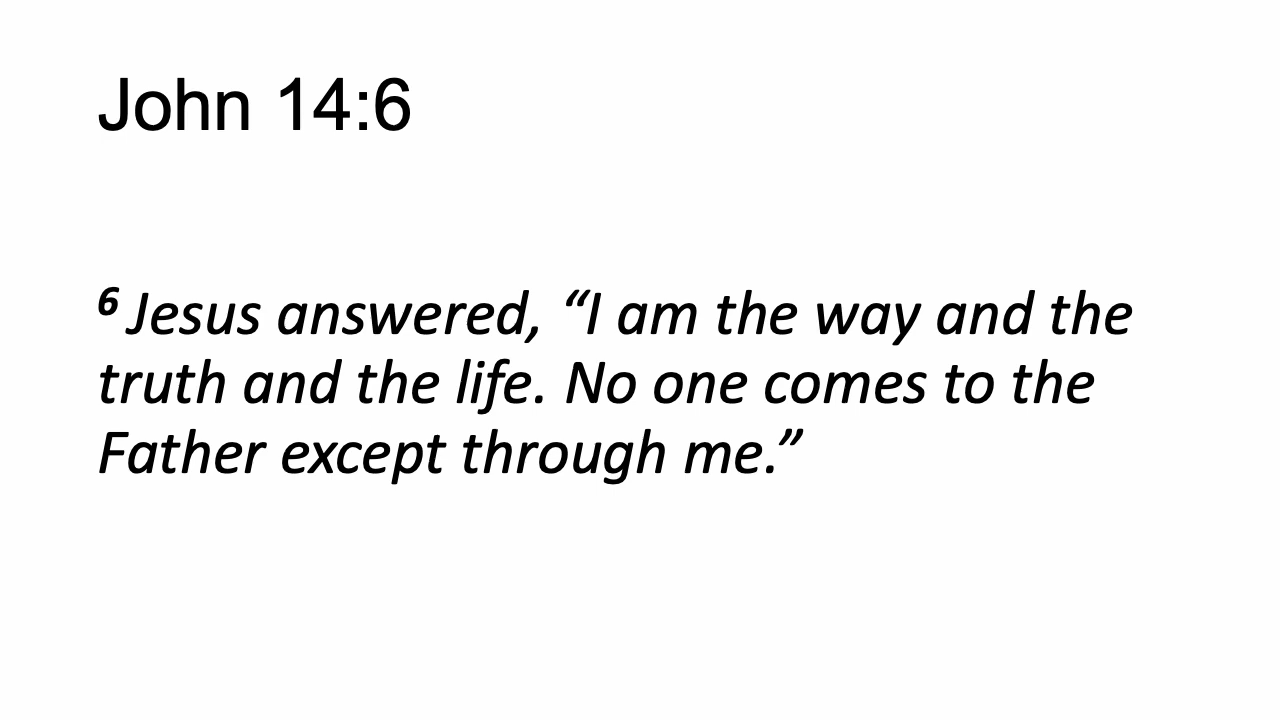 John 14:6
6 Jesus answered, “I am the way and the
truth and the life. No one comes to the
Father except through me.”